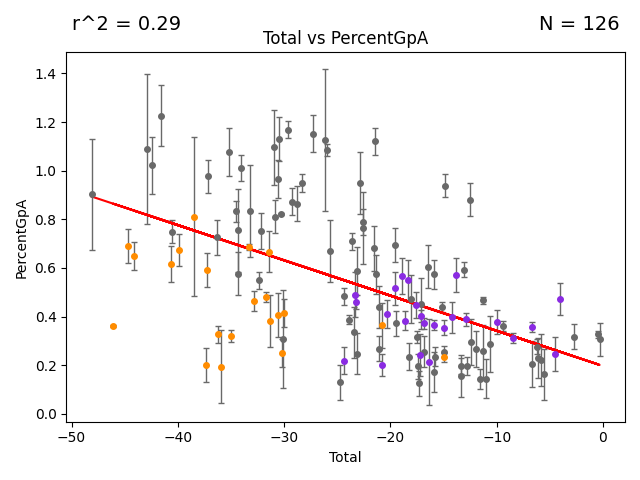 r^2 = 0.29 N = 126
Total vs PercentGpA
1.4
1.2
1.0
0.8
0.6
0.4
0.2
0.0
PercentGpA
−50 −40 −30 −20 −10 0
Total